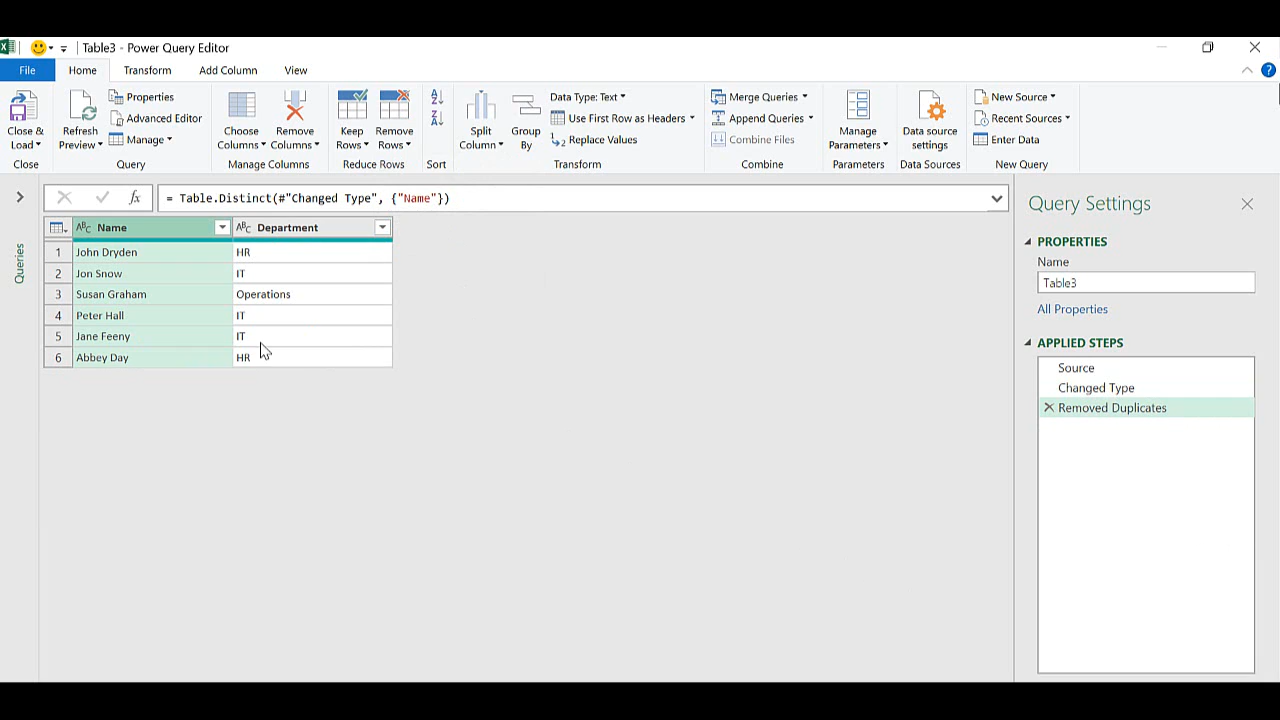 Table3 - Power Query Editor
File Home Transform Add Column View
Close & Load
Close
Refresh Preview
Properties
Advanced Editor
Manage
Query
Choose Columns
Remove Columns
Manage Columns
Keep Rows
Remove Rows
Reduce Rows
Sort
Split Column
Group By
Data Type: Text
Use First Row as Headers
Replace Values
Transform
Merge Queries
Append Queries
Combine Files
Combine
Manage Parameters
Parameters
Data source settings
Data Sources
New Source
Recent Sources
Enter Data
New Query
Queries
fx = Table.Distinct(#"Changed Type", {"Name"})
Name Department
1 John Dryden HR
2 Jon Snow IT
3 Susan Graham Operations
4 Peter Hall IT
5 Jane Feeny IT
6 Abbey Day HR
Query Settings
PROPERTIES
Name
Table3
All Properties
APPLIED STEPS
Source
Changed Type
Removed Duplicates